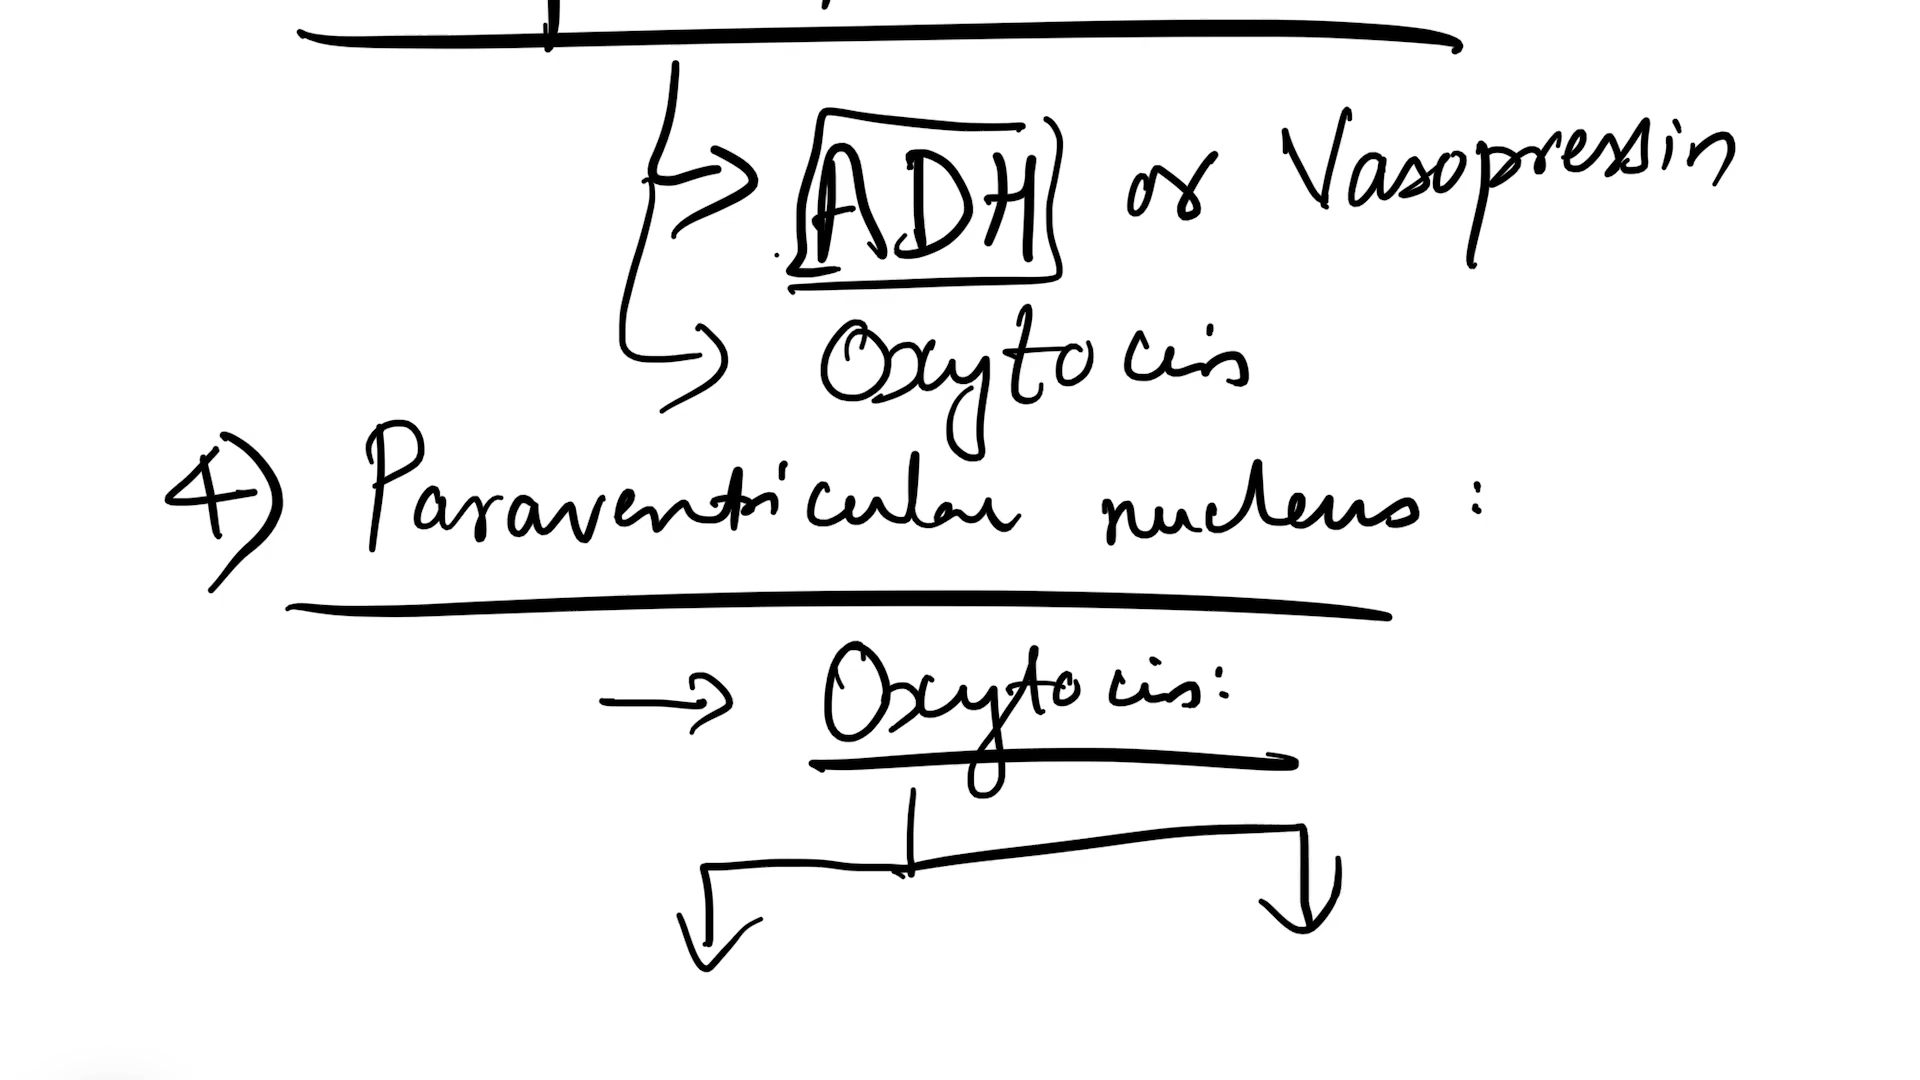 ADH or Vasopressin
Oxytocin
4) Paraventricular nucleus :
→ Oxytocin: